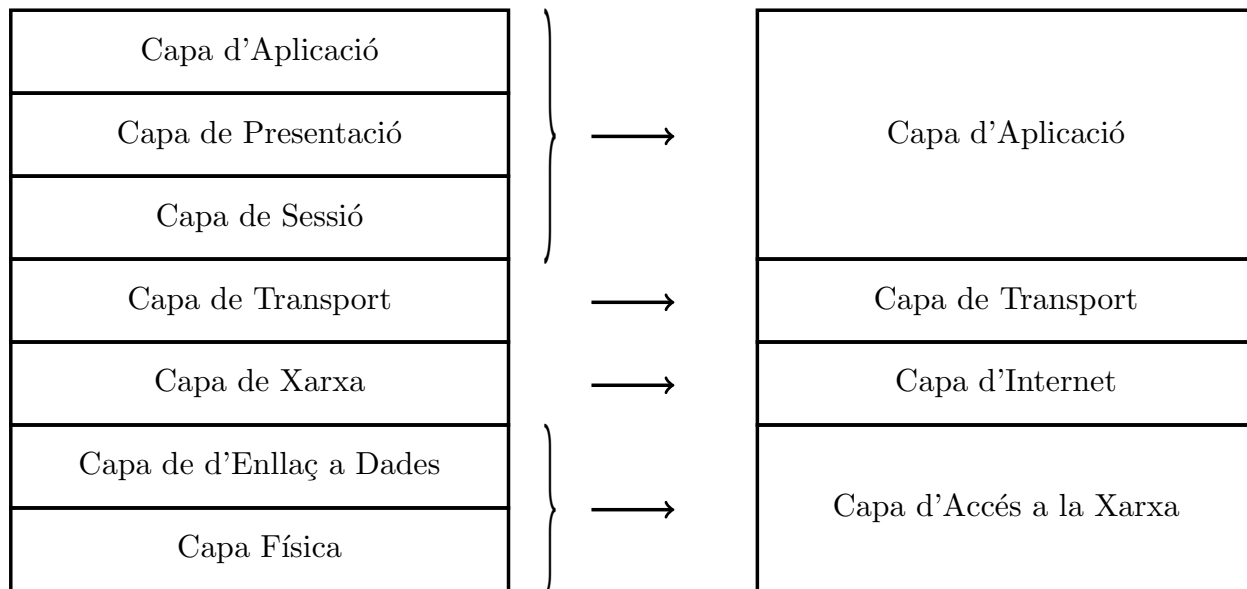 Capa d'Aplicació
Capa de Presentació
Capa de Sessió
Capa de Transport
Capa de Xarxa
Capa de d'Enllaç a Dades
Capa Física
Capa d'Aplicació
Capa de Transport
Capa d'Internet
Capa d'Accés a la Xarxa